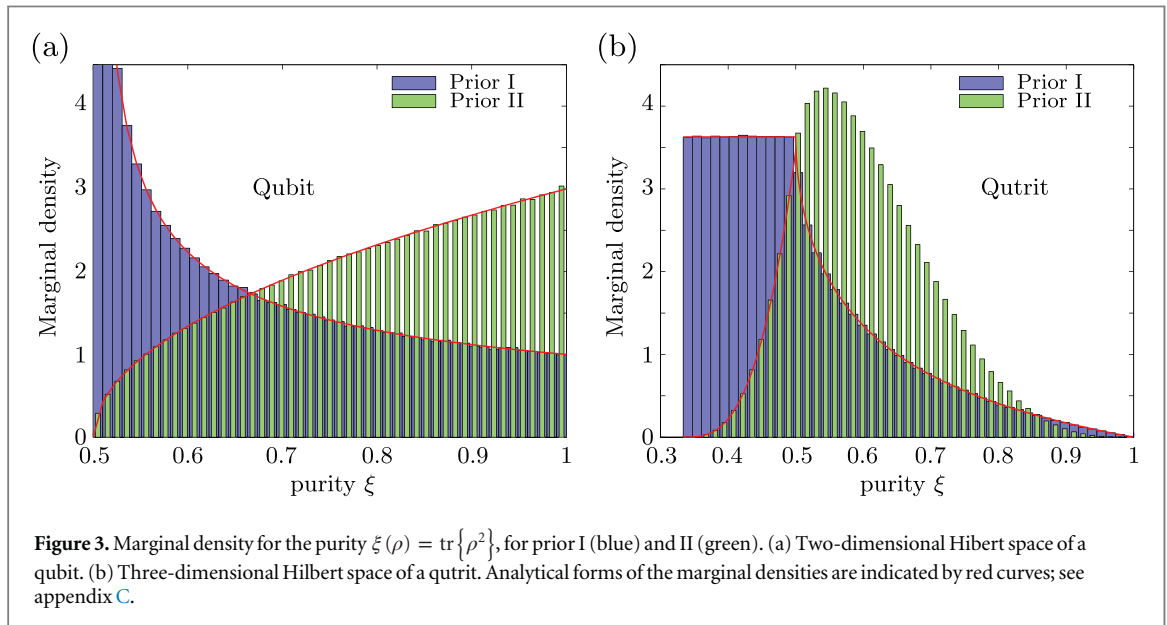 (a)
Prior I
Prior II
Qubit
Marginal density
0
1
2
3
4
0.5
0.6
0.7
0.8
0.9
1
purity ξ
(b)
Prior I
Prior II
Qutrit
Marginal density
0
1
2
3
4
0.3
0.4
0.5
0.6
0.7
0.8
0.9
1
purity ξ
Figure 3. Marginal density for the purity ξ(ρ) = tr{ρ²}, for prior I (blue) and II (green). (a) Two-dimensional Hibert space of a
qubit. (b) Three-dimensional Hilbert space of a qutrit. Analytical forms of the marginal densities are indicated by red curves; see
appendix C.